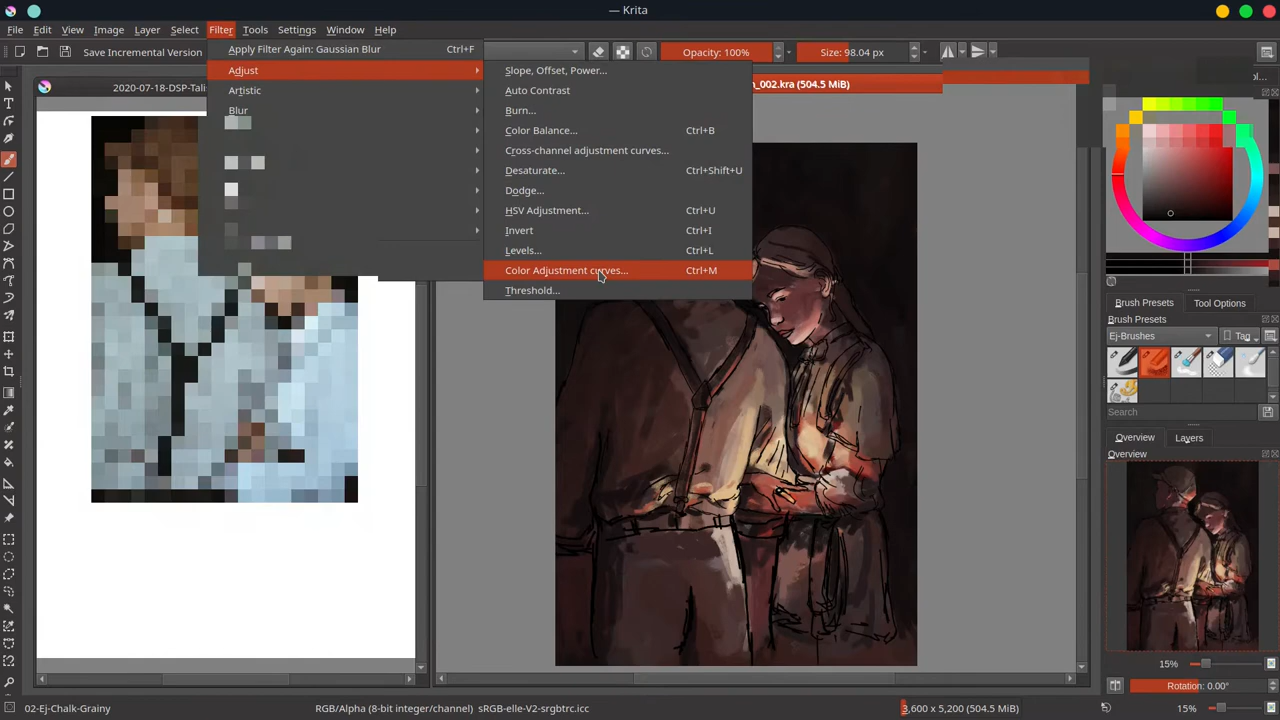 — Krita
File Edit View Image Layer Select Filter Tools Settings Window Help
Save Incremental Version
Apply Filter Again: Gaussian Blur Ctrl+F
Opacity: 100%
Size: 98.04 px
Adjust
Artistic
Blur
Slope, Offset, Power...
Auto Contrast
Burn...
Color Balance... Ctrl+B
Cross-channel adjustment curves...
Desaturate... Ctrl+Shift+U
Dodge...
HSV Adjustment... Ctrl+U
Invert Ctrl+I
Levels... Ctrl+L
Color Adjustment curves... Ctrl+M
Threshold...
2020-07-18-DSP-Talis
n_002.kra (504.5 MiB)
Brush Presets Tool Options
Brush Presets
Ej-Brushes
Tag
Search
Overview Layers
Overview
15%
Rotation: 0.00°
02-Ej-Chalk-Grainy
RGB/Alpha (8-bit integer/channel) sRGB-elle-V2-srgbtrc.icc
3,600 x 5,200 (504.5 MiB)
15%